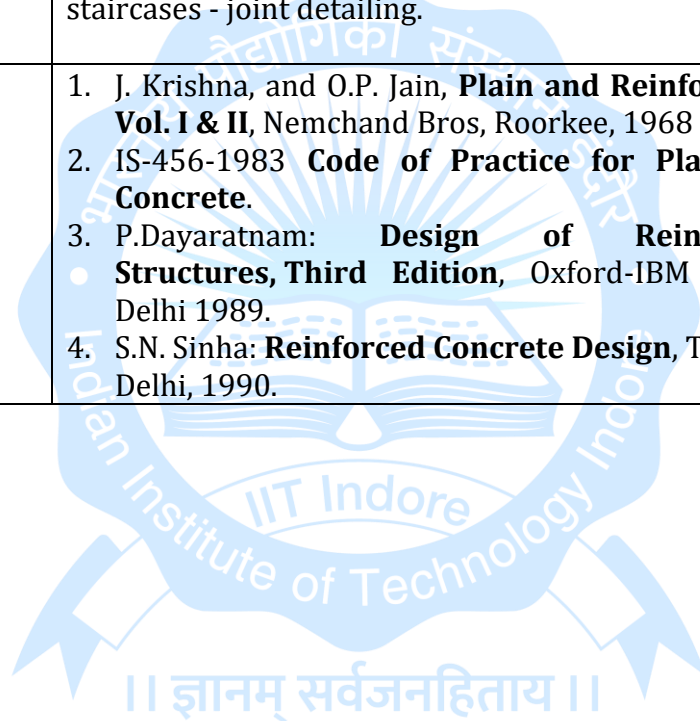 staircases - joint detailing.
1. J. Krishna, and O.P. Jain, Plain and Reinfo
Vol. I & II, Nemchand Bros, Roorkee, 1968
2. IS-456-1983 Code of Practice for Pla
Concrete.
3. P.Dayaratnam: Design of Rein
Structures, Third Edition, Oxford-IBM
Delhi 1989.
4. S.N. Sinha: Reinforced Concrete Design, T
Delhi, 1990.
भारतीय प्रौद्योगिकी संस्थान इंदौर
Indian Institute of Technology Indore
IIT Indore
।। ज्ञानम् सर्वजनहिताय ।।